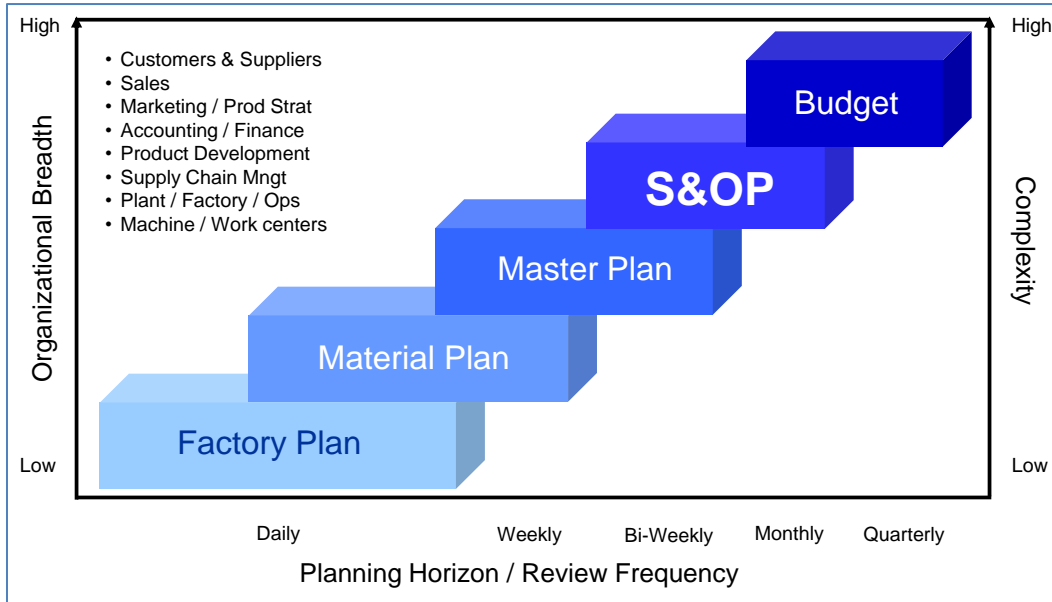 High
High
• Customers & Suppliers
• Sales
• Marketing / Prod Strat
• Accounting / Finance
• Product Development
• Supply Chain Mngt
• Plant / Factory / Ops
• Machine / Work centers
Budget
S&OP
Master Plan
Material Plan
Factory Plan
Organizational Breadth
Complexity
Low
Low
Daily
Weekly
Bi-Weekly
Monthly
Quarterly
Planning Horizon / Review Frequency